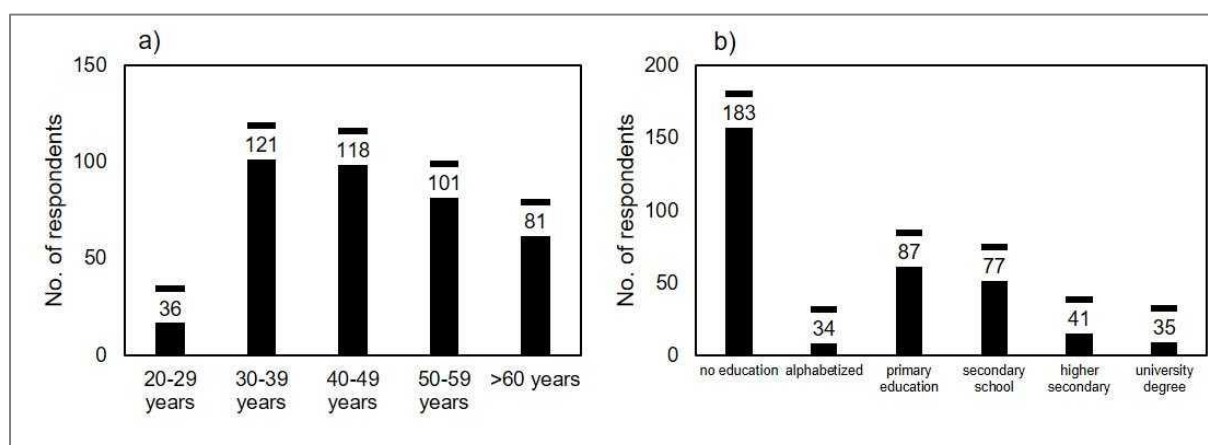 a)
No. of respondents
150
100
50
0
36
121
118
101
81
20-29 years
30-39 years
40-49 years
50-59 years
>60 years
b)
No. of respondents
200
150
100
50
0
183
34
87
77
41
35
no education
alphabetized
primary education
secondary school
higher secondary
university degree